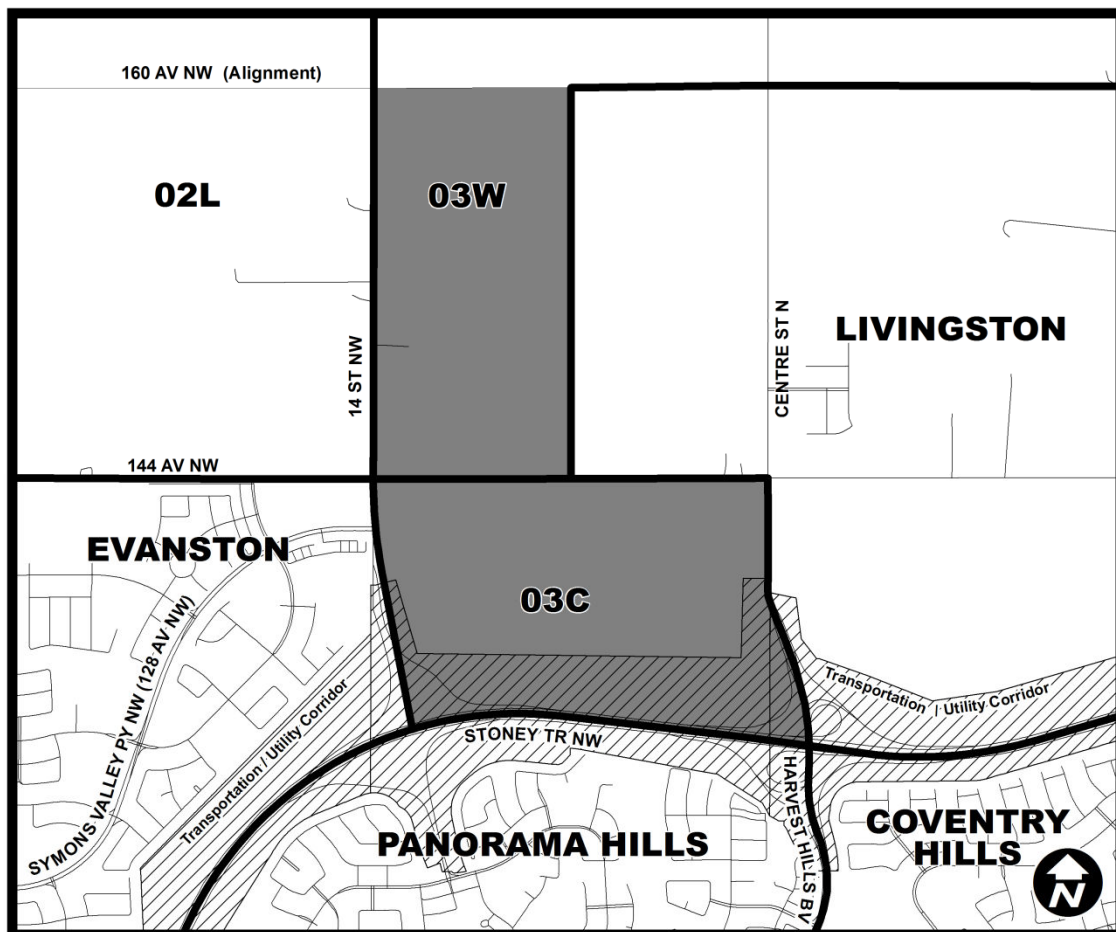 160 AV NW (Alignment)
02L
03W
LIVINGSTON
14 ST NW
CENTRE ST N
144 AV NW
EVANSTON
03C
SYMONS VALLEY PY NW (128 AV NW)
Transportation / Utility Corridor
Transportation / Utility Corridor
STONEY TR NW
HARVEST HILLS BV
PANORAMA HILLS
COVENTRY
HILLS
N